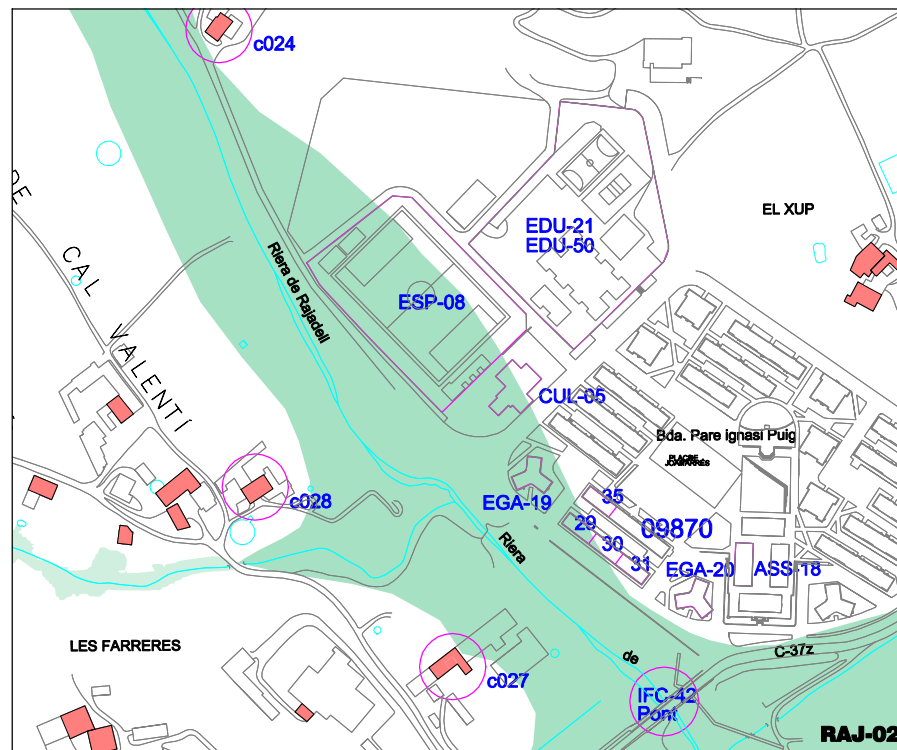 c024
DE
CAL
VALENTÍ
EL XUP
EDU-21
EDU-50
Riera de Rajadell
ESP-08
CUL-05
Bda. Pare ignasi Puig
c028
EGA-19
35
29
30
31
09870
EGA-20
ASS-18
Riera
de
LES FARRERES
c027
C-37z
IFC-42
Pont
RAJ-02